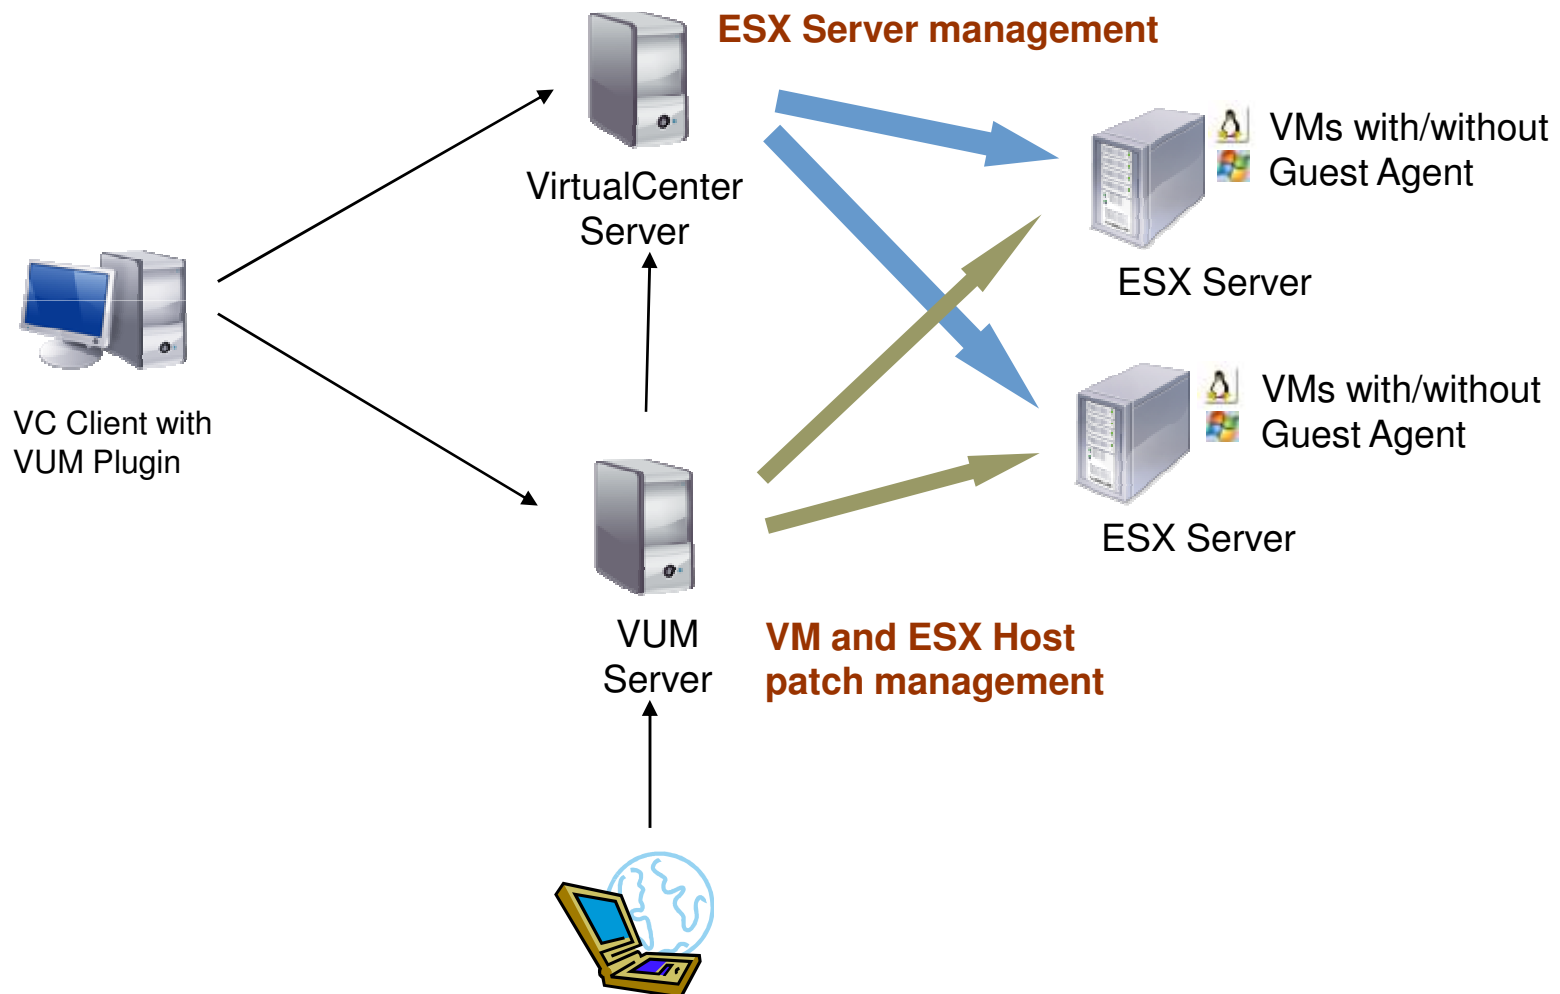 ESX Server management
VirtualCenter
Server
VMs with/without
Guest Agent
ESX Server
VC Client with
VUM Plugin
VMs with/without
Guest Agent
ESX Server
VUM
Server
VM and ESX Host
patch management